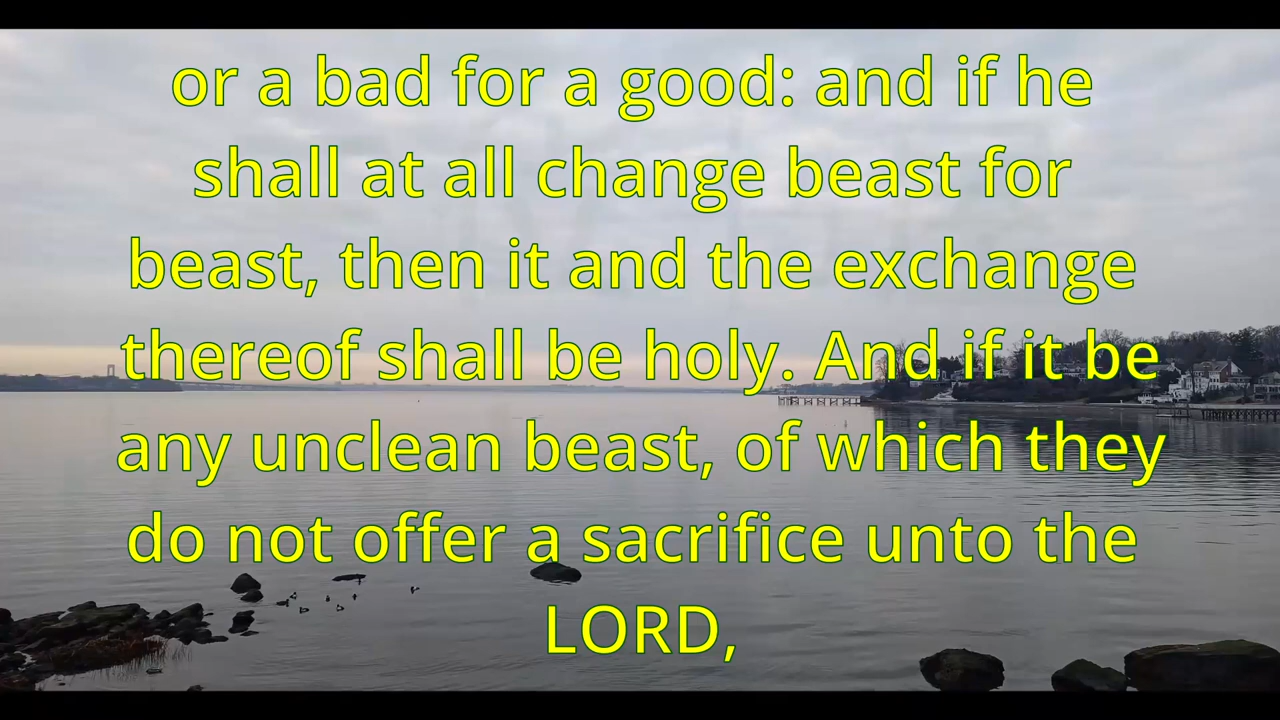 or a bad for a good: and if he
shall at all change beast for
beast, then it and the exchange
thereof shall be holy. And if it be
any unclean beast, of which they
do not offer a sacrifice unto the
LORD,